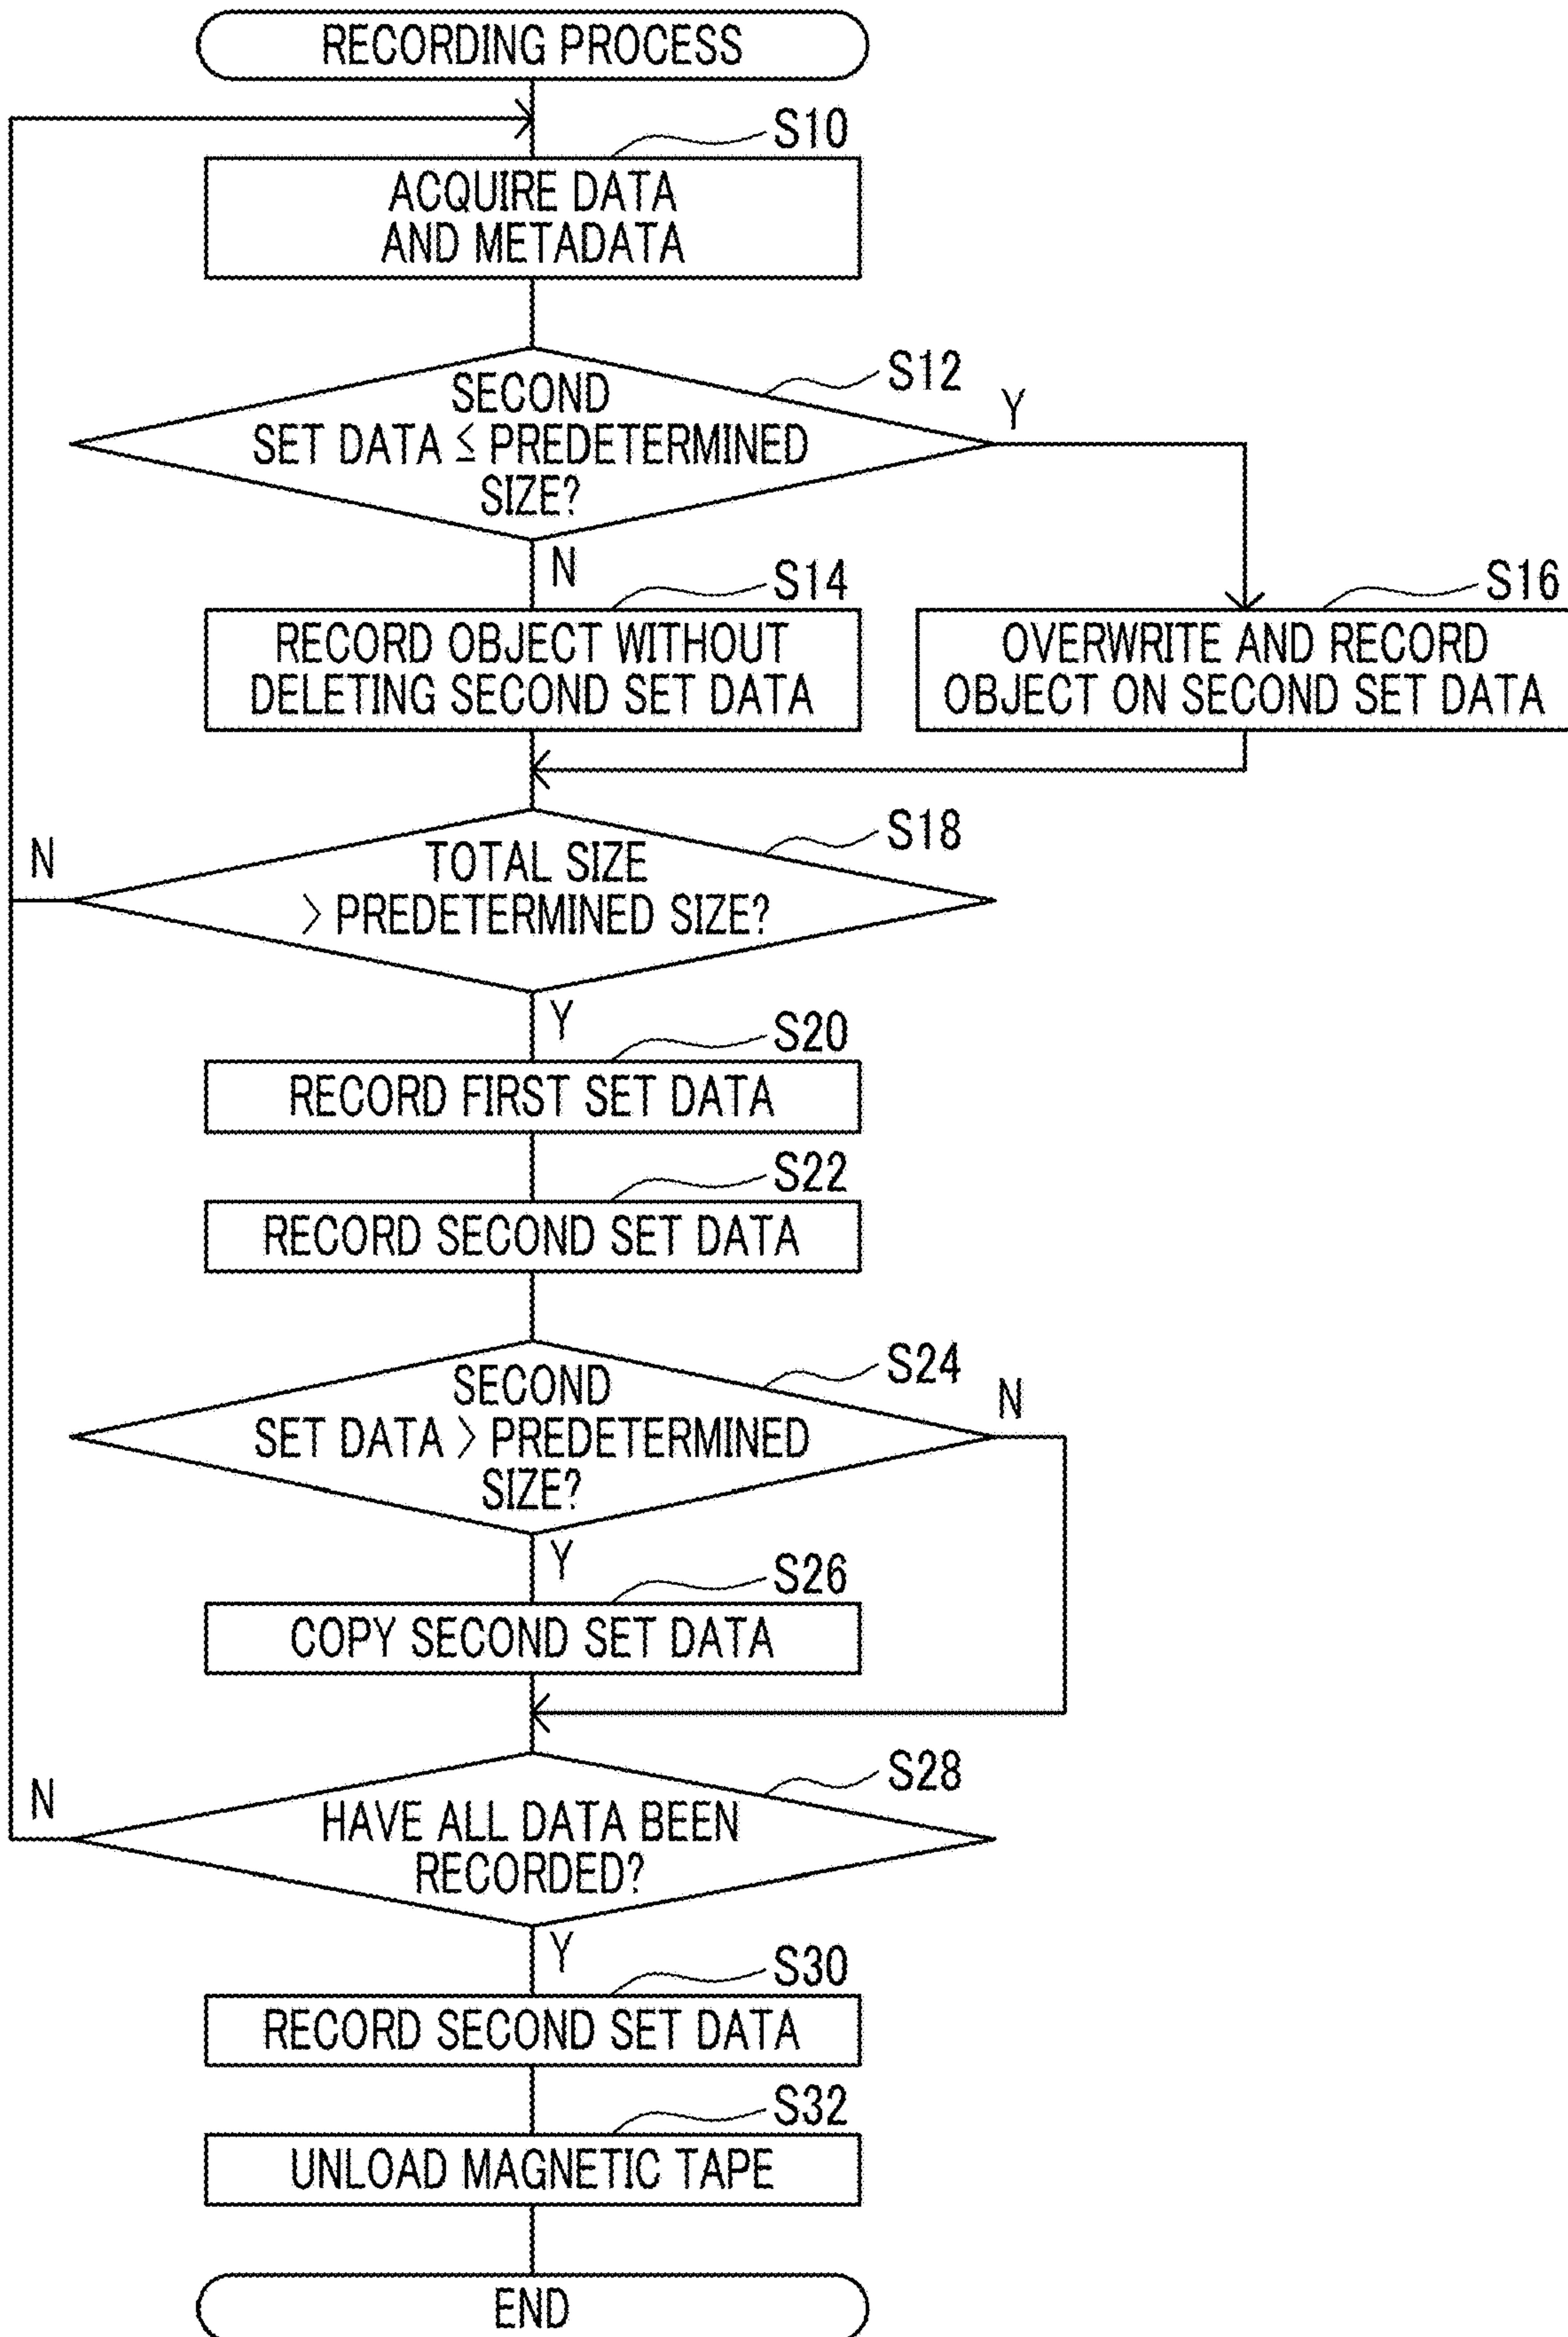 RECORDING PROCESS
S10
ACQUIRE DATA
AND METADATA
S12
SECOND
SET DATA ≦ PREDETERMINED
SIZE?
Y
N
S14
RECORD OBJECT WITHOUT
DELETING SECOND SET DATA
S16
OVERWRITE AND RECORD
OBJECT ON SECOND SET DATA
S18
TOTAL SIZE
> PREDETERMINED SIZE?
N
Y
S20
RECORD FIRST SET DATA
S22
RECORD SECOND SET DATA
S24
SECOND
SET DATA > PREDETERMINED
SIZE?
N
Y
S26
COPY SECOND SET DATA
S28
HAVE ALL DATA BEEN
RECORDED?
N
Y
S30
RECORD SECOND SET DATA
S32
UNLOAD MAGNETIC TAPE
END